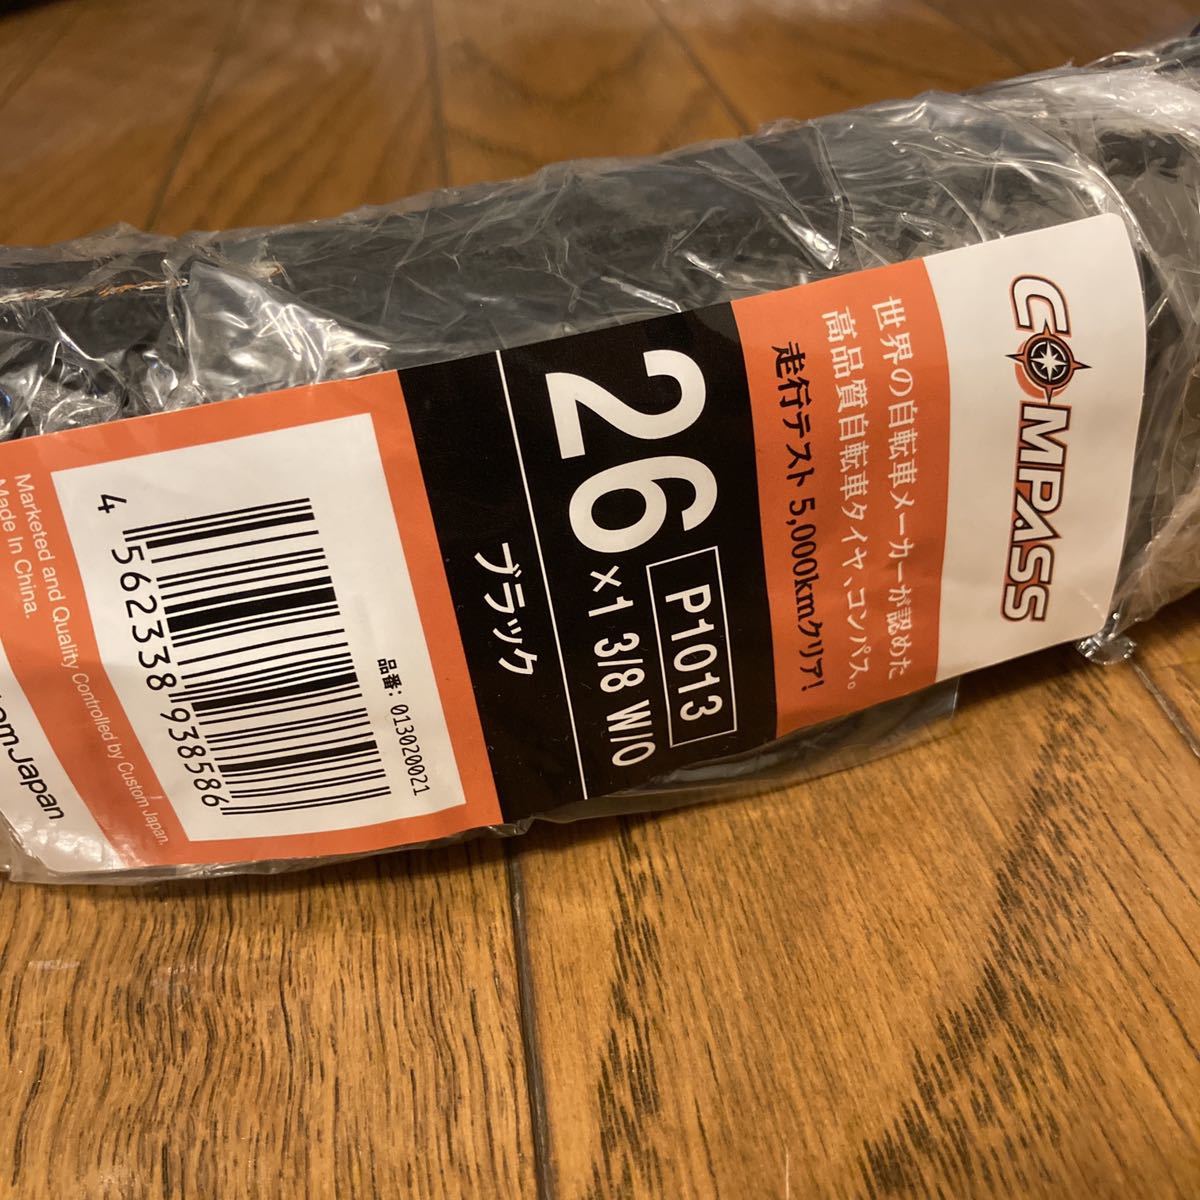 COMPASS
世界の自転車メーカーが認めた
高品質自転車タイヤ、コンパス。
走行テスト 5,000kmクリア!
P1013
26 × 1 3/8 W/O
ブラック
品番: 013020021
4 562338 938586
Marketed and Quality Controlled by Custom Japan.
Made In China.
Japan